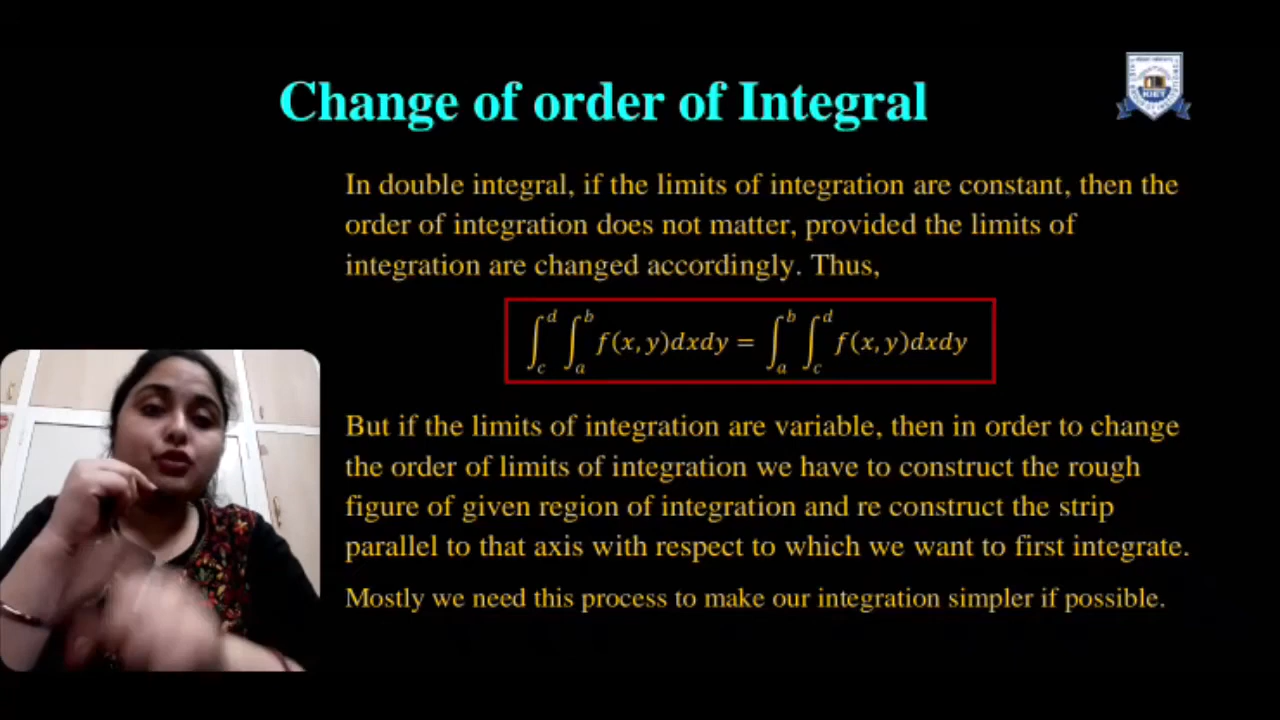 Change of order of Integral
KIET
In double integral, if the limits of integration are constant, then the
order of integration does not matter, provided the limits of
integration are changed accordingly. Thus,
∫_c^d ∫_a^b f(x, y)dxdy = ∫_a^b ∫_c^d f(x, y)dxdy
But if the limits of integration are variable, then in order to change
the order of limits of integration we have to construct the rough
figure of given region of integration and re construct the strip
parallel to that axis with respect to which we want to first integrate.
Mostly we need this process to make our integration simpler if possible.